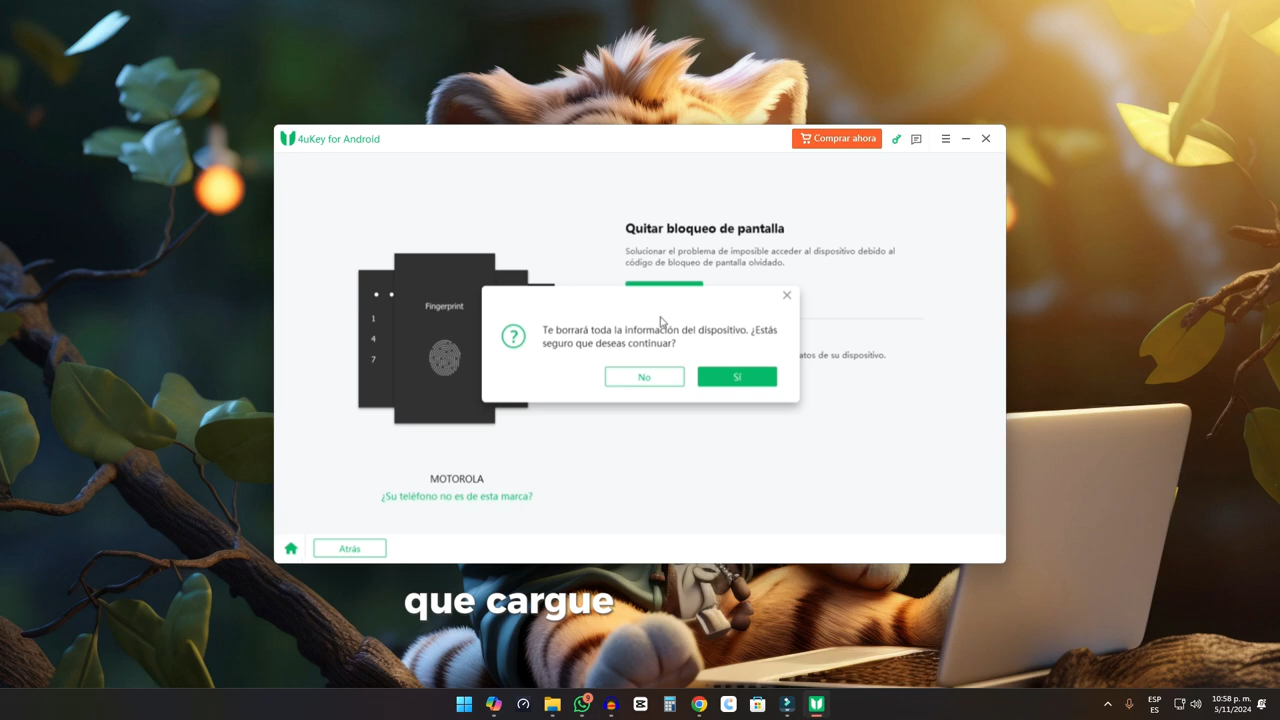 4uKey for Android
Comprar ahora
Quitar bloqueo de pantalla
Solucionar el problema de imposible acceder al dispositivo debido al
código de bloqueo de pantalla olvidado.
Fingerprint
1
4
7
Te borrará toda la información del dispositivo. ¿Estás
seguro que deseas continuar?
atos de su dispositivo.
No
Sí
MOTOROLA
¿Su teléfono no es de esta marca?
Atrás
que cargue
9
ESP
ES
10:58 p. m.
5/11/2024